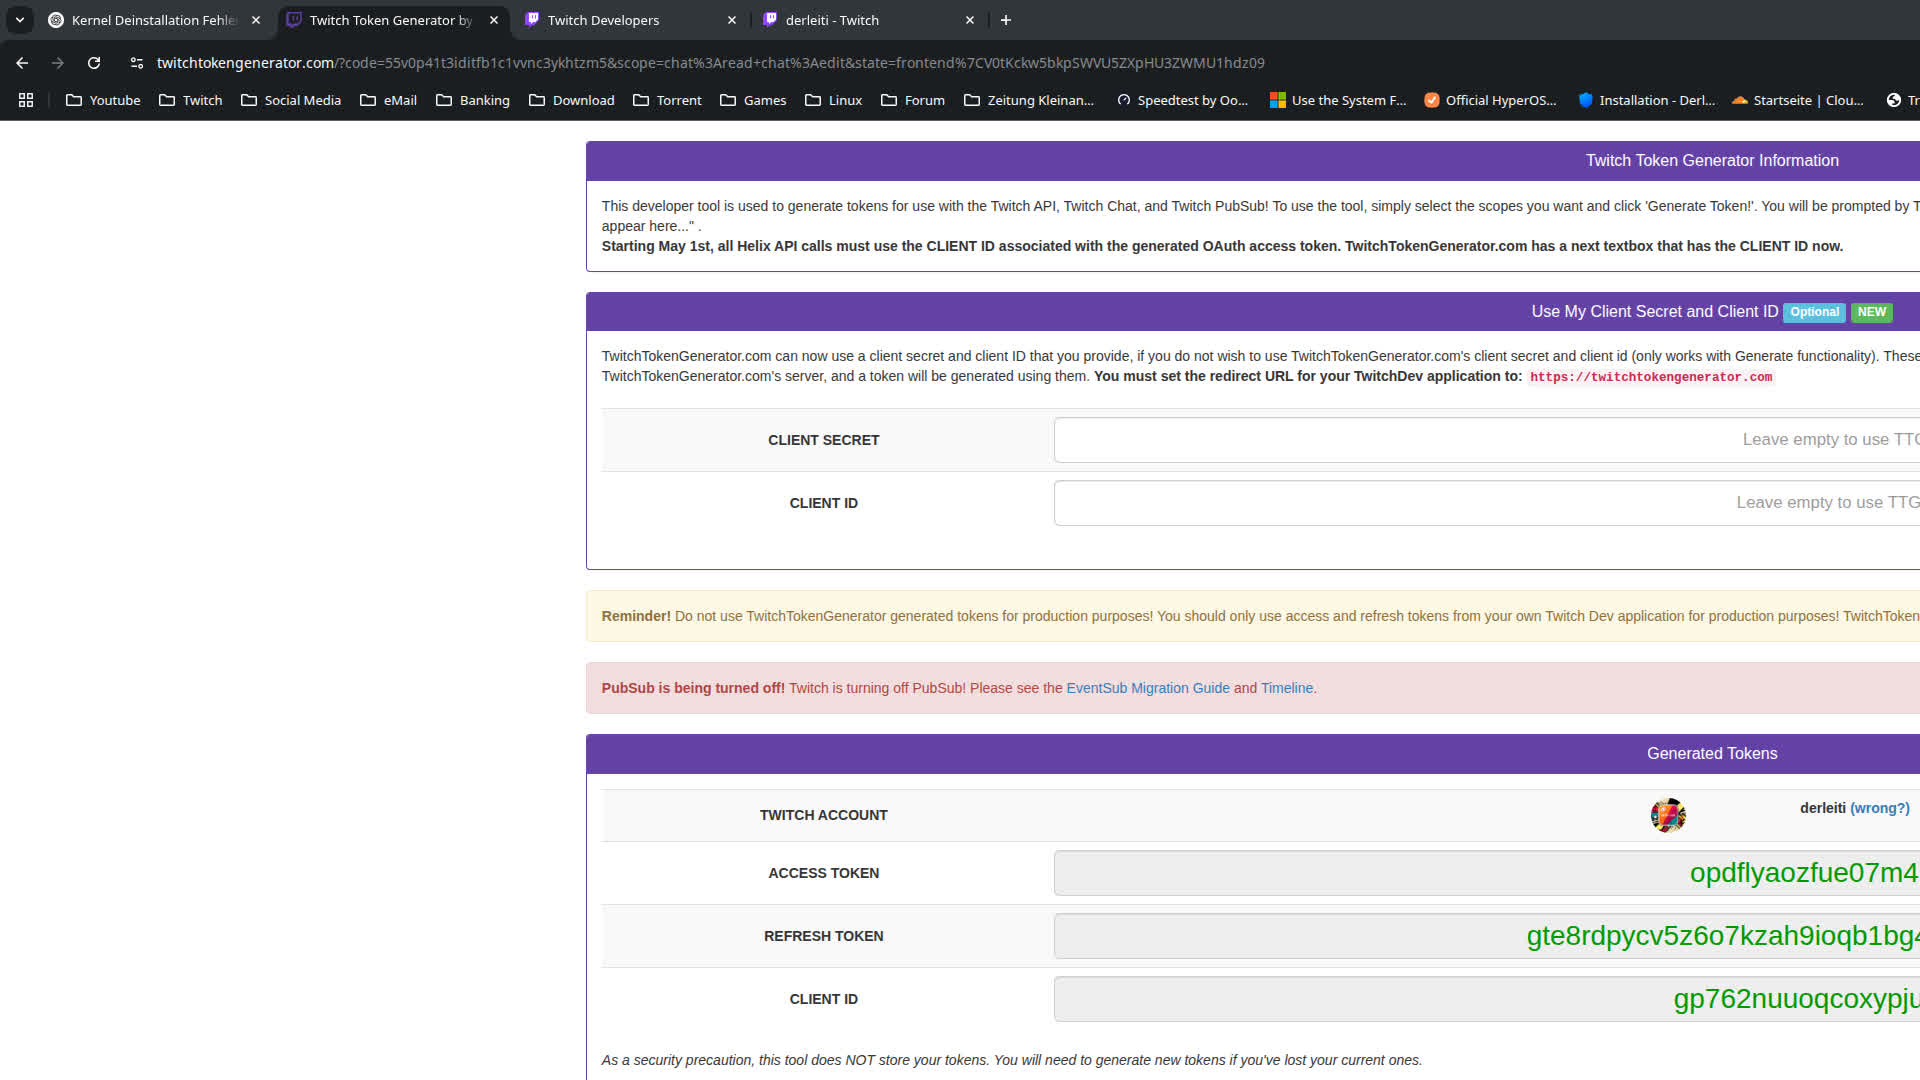 Kernel Deinstallation Fehle
Twitch Token Generator by
Twitch Developers
derleiti - Twitch
twitchtokengenerator.com/?code=55v0p41t3iditfb1c1vvnc3ykhtzm5&scope=chat%3Aread+chat%3Aedit&state=frontend%7CV0tKckw5bkpSWVU5ZXpHU3ZWMU1hdz09
Youtube
Twitch
Social Media
eMail
Banking
Download
Torrent
Games
Linux
Forum
Zeitung Kleinan...
Speedtest by Oo...
Use the System F...
Official HyperOS...
Installation - Derl...
Startseite | Clou...
Twitch Token Generator Information
This developer tool is used to generate tokens for use with the Twitch API, Twitch Chat, and Twitch PubSub! To use the tool, simply select the scopes you want and click 'Generate Token!'. You will be prompted by T
appear here..." .
Starting May 1st, all Helix API calls must use the CLIENT ID associated with the generated OAuth access token. TwitchTokenGenerator.com has a next textbox that has the CLIENT ID now.
Use My Client Secret and Client ID Optional NEW
TwitchTokenGenerator.com can now use a client secret and client ID that you provide, if you do not wish to use TwitchTokenGenerator.com's client secret and client id (only works with Generate functionality). These
TwitchTokenGenerator.com's server, and a token will be generated using them. You must set the redirect URL for your TwitchDev application to: https://twitchtokengenerator.com
CLIENT SECRET
Leave empty to use TTG
CLIENT ID
Leave empty to use TTG
Reminder! Do not use TwitchTokenGenerator generated tokens for production purposes! You should only use access and refresh tokens from your own Twitch Dev application for production purposes! TwitchToken
PubSub is being turned off! Twitch is turning off PubSub! Please see the EventSub Migration Guide and Timeline.
Generated Tokens
TWITCH ACCOUNT
derleiti (wrong?)
ACCESS TOKEN
opdflyaozfue07m4
REFRESH TOKEN
gte8rdpycv5z6o7kzah9ioqb1bg4
CLIENT ID
gp762nuuoqcoxypju
As a security precaution, this tool does NOT store your tokens. You will need to generate new tokens if you've lost your current ones.